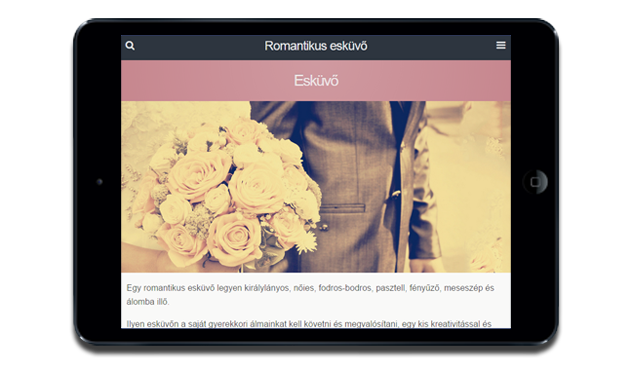 Romantikus esküvő
Esküvő
Egy romantikus esküvő legyen királylányos, nőies, fodros-bodros, pasztell, fényűző, meseszép és
álomba illő.
Ilyen esküvőn a saját gyerekkori álmainkat kell követni és megvalósítani, egy kis kreativitással és